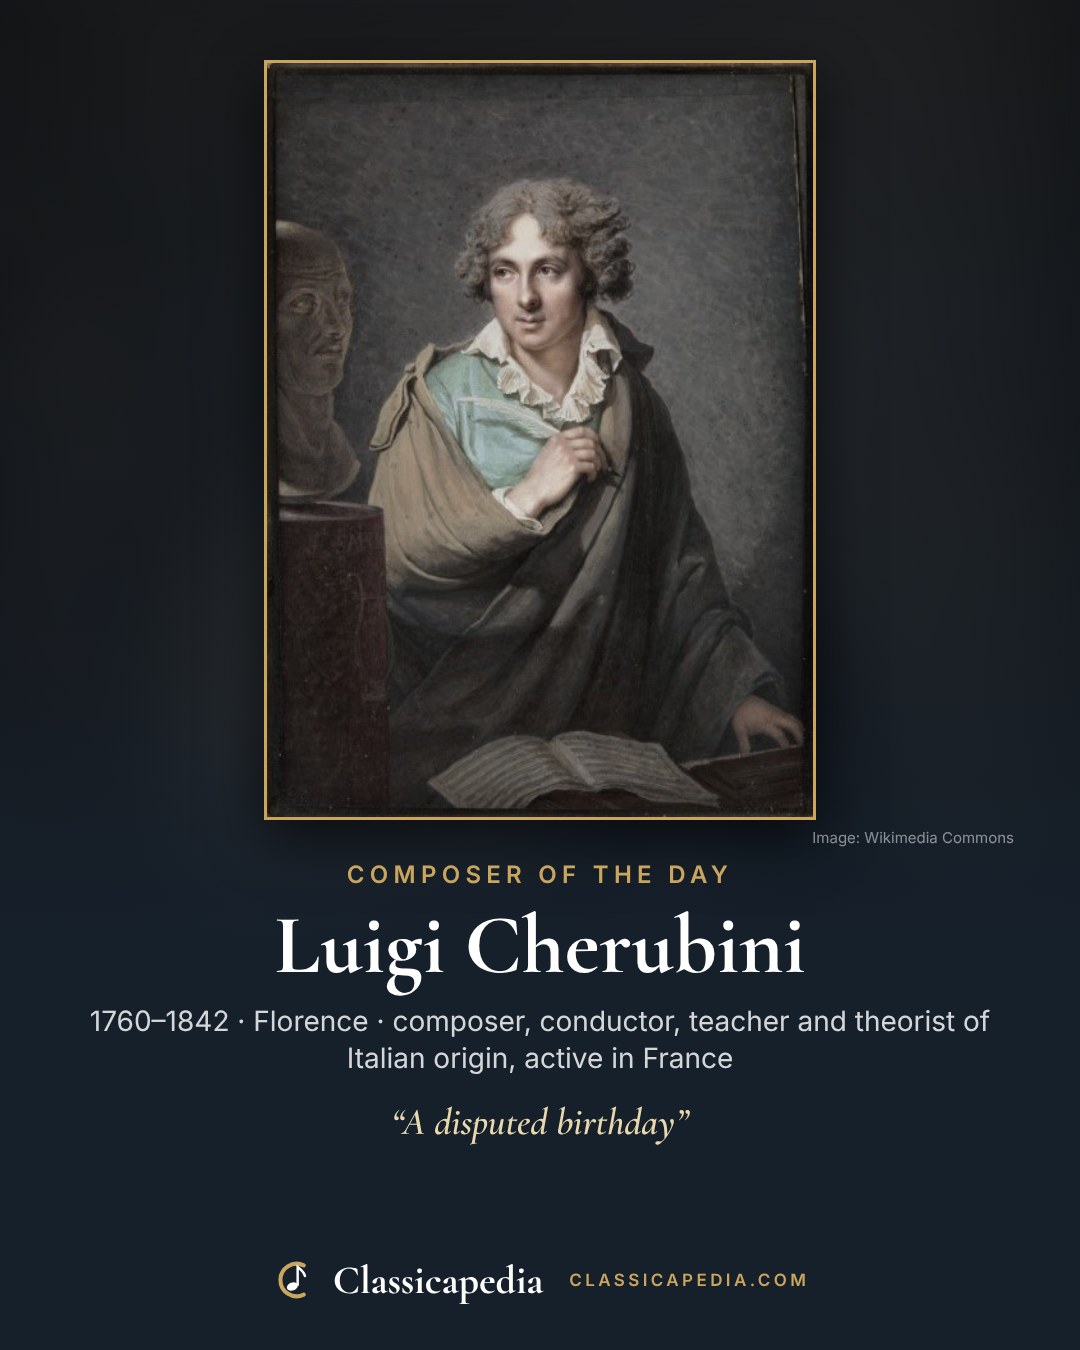 Image: Wikimedia Commons
COMPOSER OF THE DAY
Luigi Cherubini
1760–1842 · Florence · composer, conductor, teacher and theorist of
Italian origin, active in France
“A disputed birthday”
Classicapedia CLASSICAPEDIA.COM